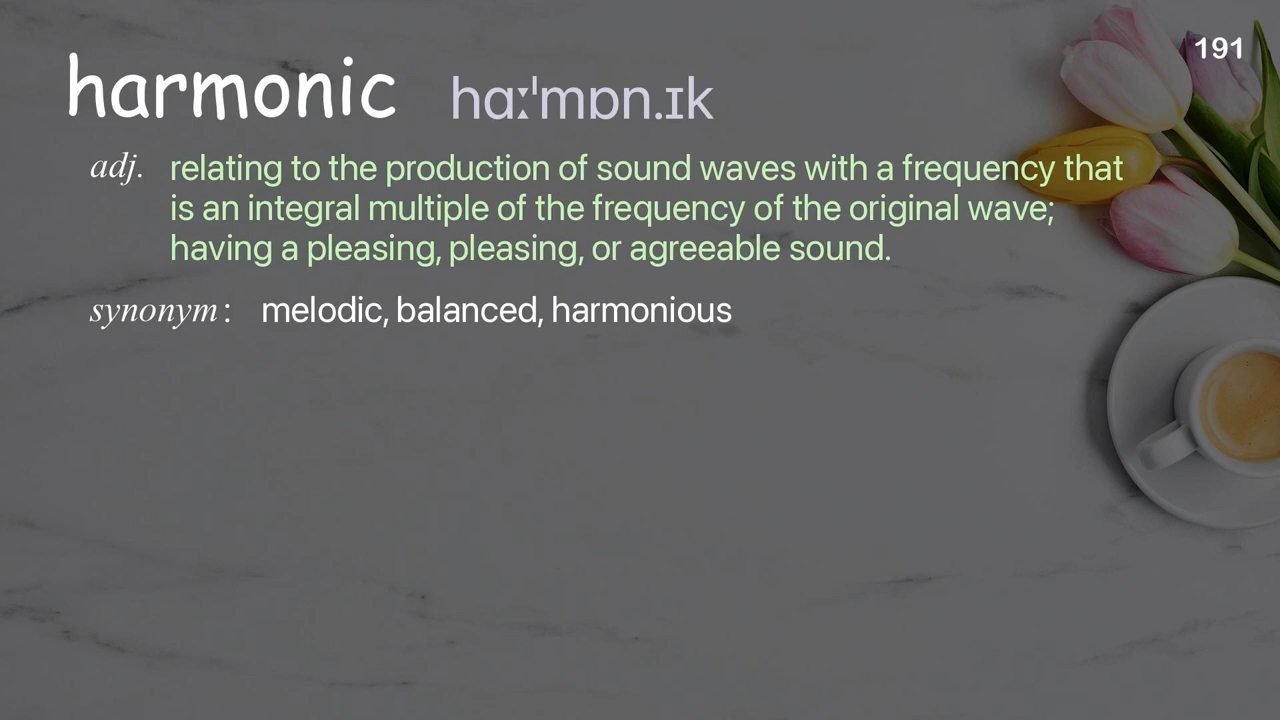 191
harmonic hɑːˈmɒn.ɪk
adj. relating to the production of sound waves with a frequency that
is an integral multiple of the frequency of the original wave;
having a pleasing, pleasing, or agreeable sound.
synonym: melodic, balanced, harmonious